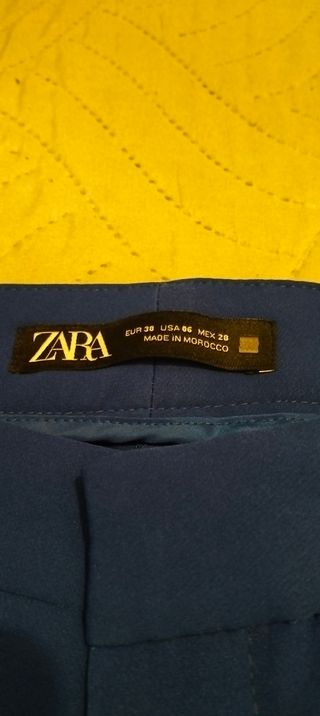 ZARA
EUR 38 USA 06 MEX 28
MADE IN MOROCCO